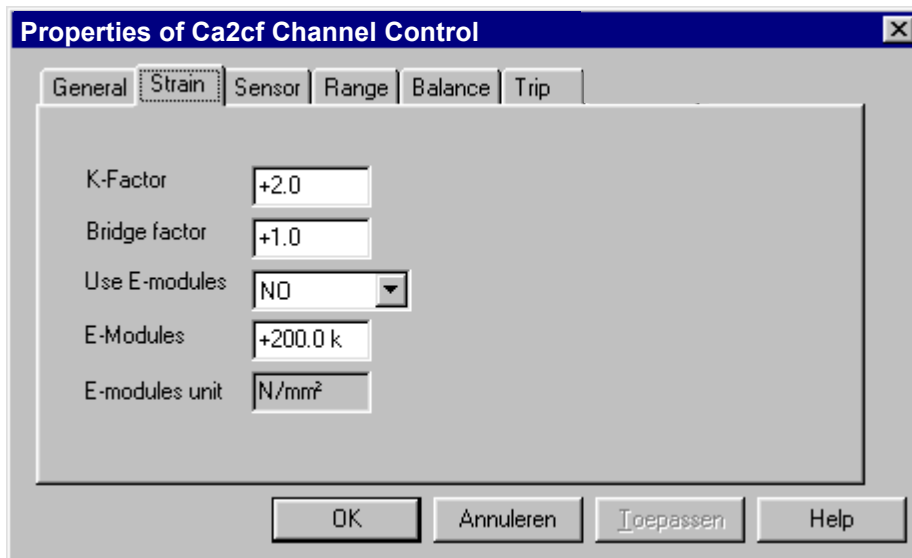 Properties of Ca2cf Channel Control
General Strain Sensor Range Balance Trip
K-Factor +2.0
Bridge factor +1.0
Use E-modules NO
E-Modules +200.0 k
E-modules unit N/mm²
OK Annuleren Toepassen Help